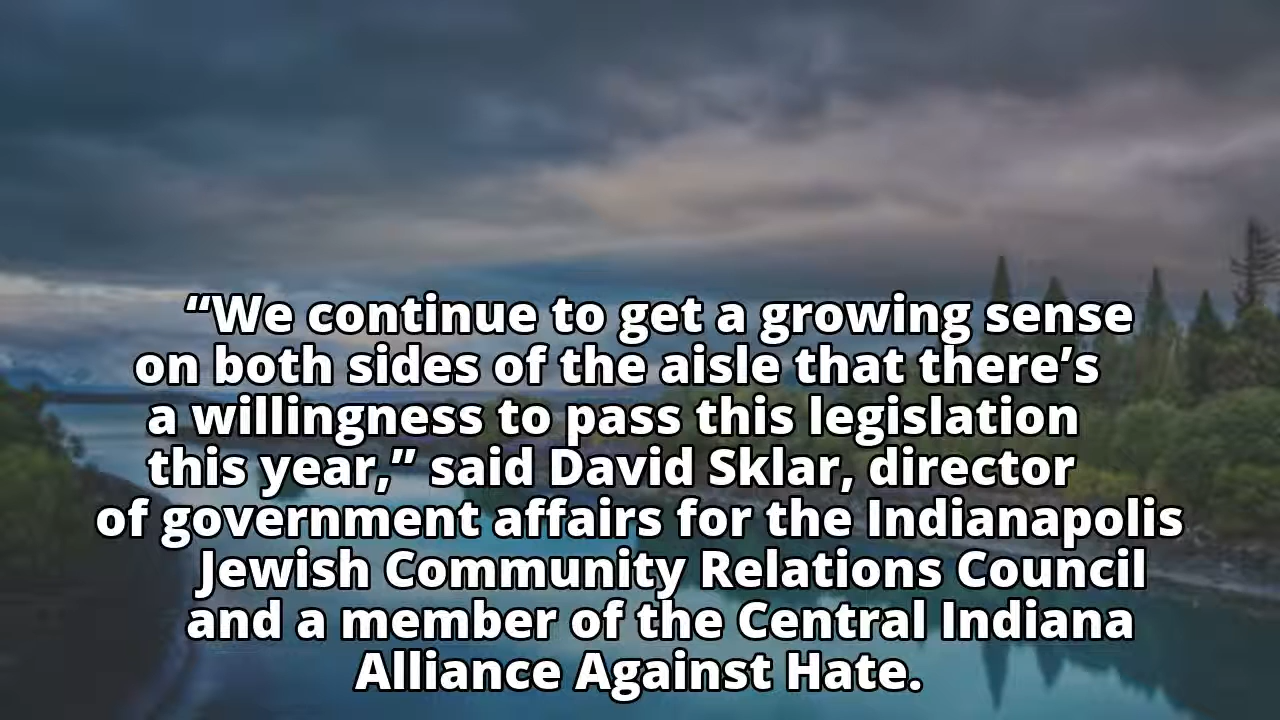 “We continue to get a growing sense
on both sides of the aisle that there’s
a willingness to pass this legislation
this year,” said David Sklar, director
of government affairs for the Indianapolis
Jewish Community Relations Council
and a member of the Central Indiana
Alliance Against Hate.